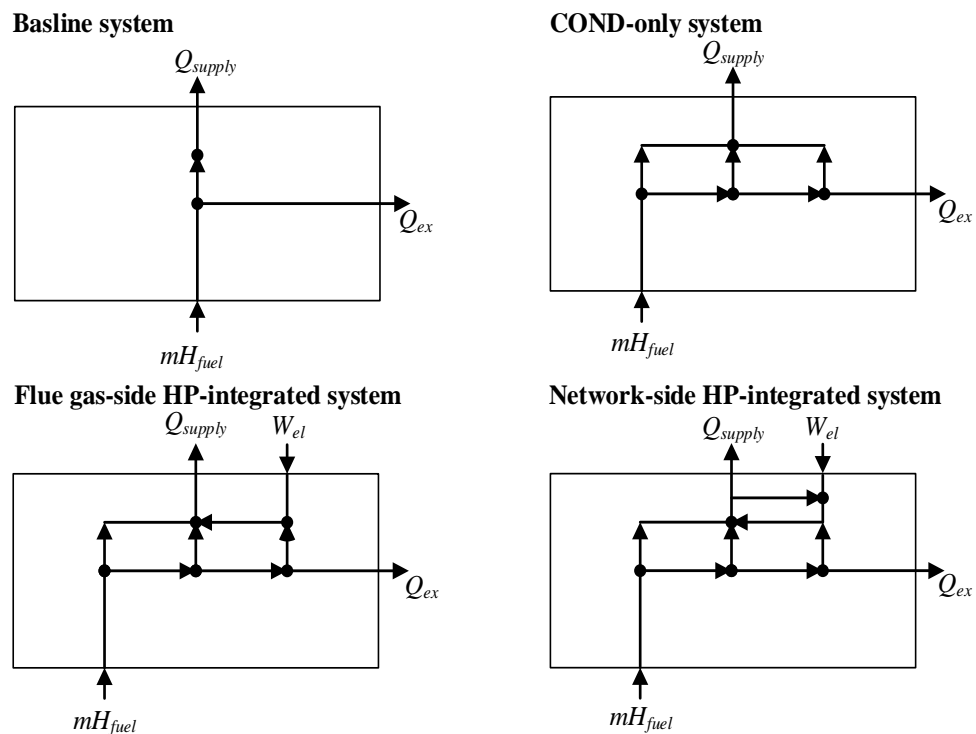 Basline system
COND-only system
Q_supply
Q_supply
Q_ex
Q_ex
mH_fuel
mH_fuel
Flue gas-side HP-integrated system
Network-side HP-integrated system
Q_supply
W_el
Q_supply
W_el
Q_ex
Q_ex
mH_fuel
mH_fuel